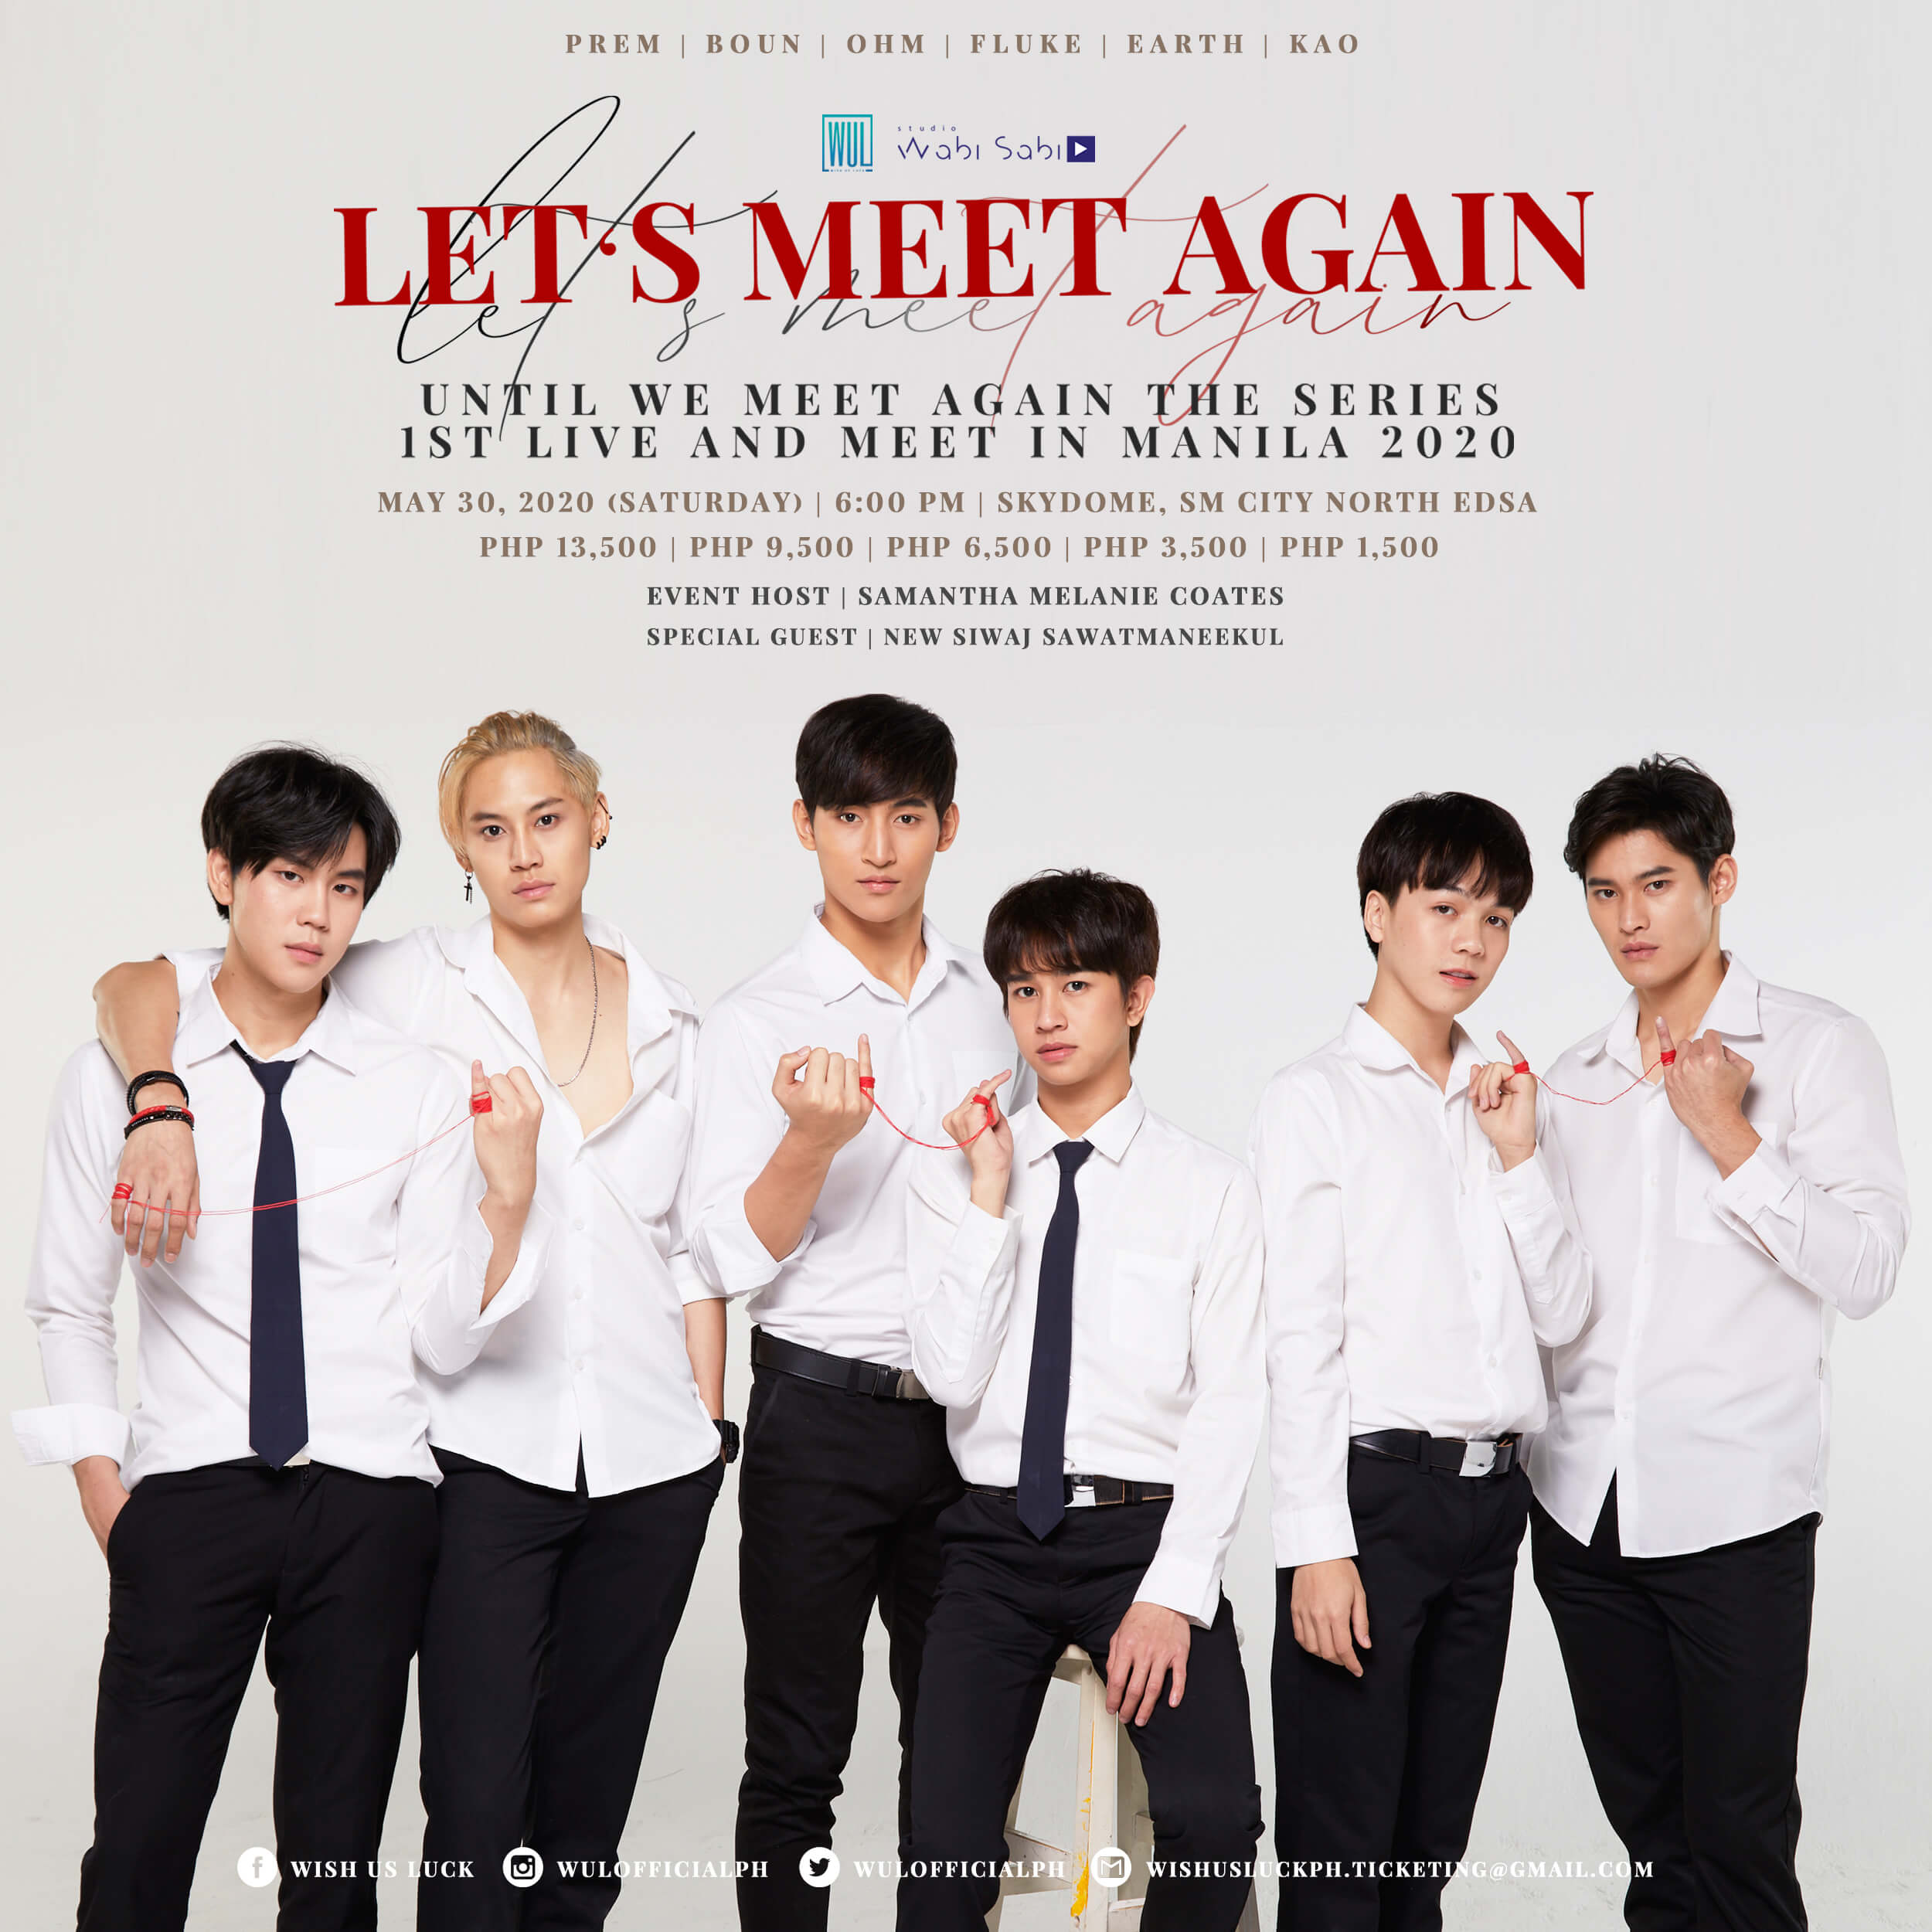 PREM | BOUN | OHM | FLUKE | EARTH | KAO
WUL
studio
Wabi Sabi
LET'S MEET AGAIN
let's meet again
UNTIL WE MEET AGAIN THE SERIES
1ST LIVE AND MEET IN MANILA 2020
MAY 30, 2020 (SATURDAY) | 6:00 PM | SKYDOME, SM CITY NORTH EDSA
PHP 13,500 | PHP 9,500 | PHP 6,500 | PHP 3,500 | PHP 1,500
EVENT HOST | SAMANTHA MELANIE COATES
SPECIAL GUEST | NEW SIWAJ SAWATMANEEKUL
WISH US LUCK WULOFFICIALPH WULOFFICIALPH WISHUSLUCKPH.TICKETING@GMAIL.COM